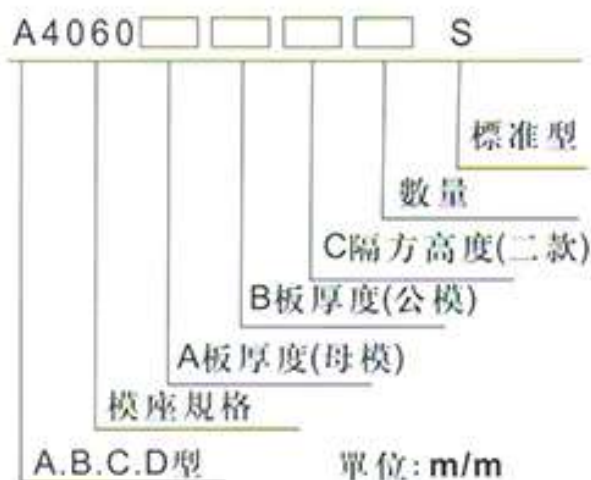 A4060 S
標准型
數量
C隔方高度(二款)
B板厚度(公模)
A板厚度(母模)
模座規格
A.B.C.D型
單位: m/m